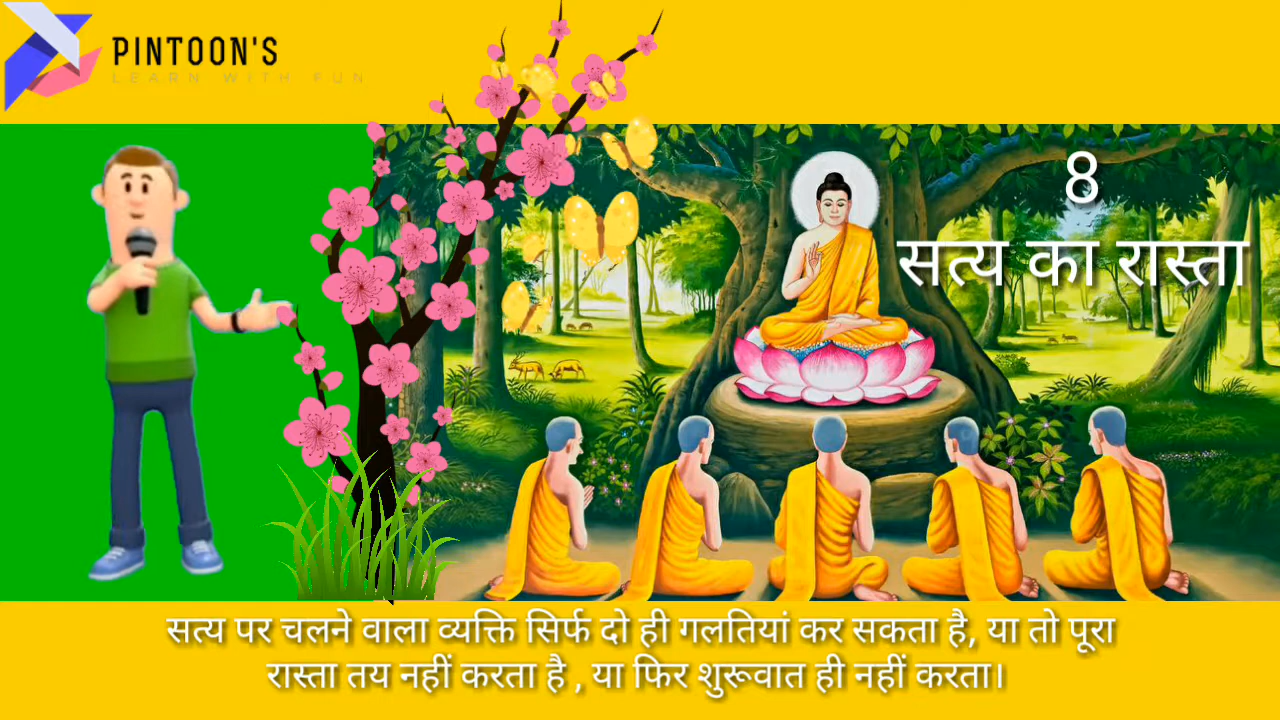 PINTOON'S
LEARN WITH FUN
8
सत्य का रास्ता
सत्य पर चलने वाला व्यक्ति सिर्फ दो ही गलतियां कर सकता है, या तो पूरा
रास्ता तय नहीं करता है , या फिर शुरूवात ही नहीं करता।